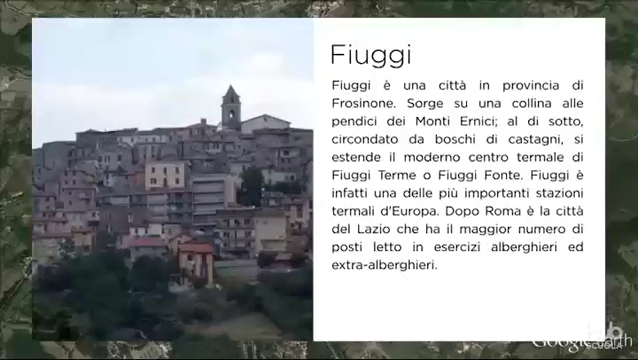 Fiuggi
Fiuggi è una città in provincia di
Frosinone. Sorge su una collina alle
pendici dei Monti Ernici; al di sotto,
circondato da boschi di castagni, si
estende il moderno centro termale di
Fiuggi Terme o Fiuggi Fonte. Fiuggi è
infatti una delle più importanti stazioni
termali d'Europa. Dopo Roma è la città
del Lazio che ha il maggior numero di
posti letto in esercizi alberghieri ed
extra-alberghieri.
Google earth